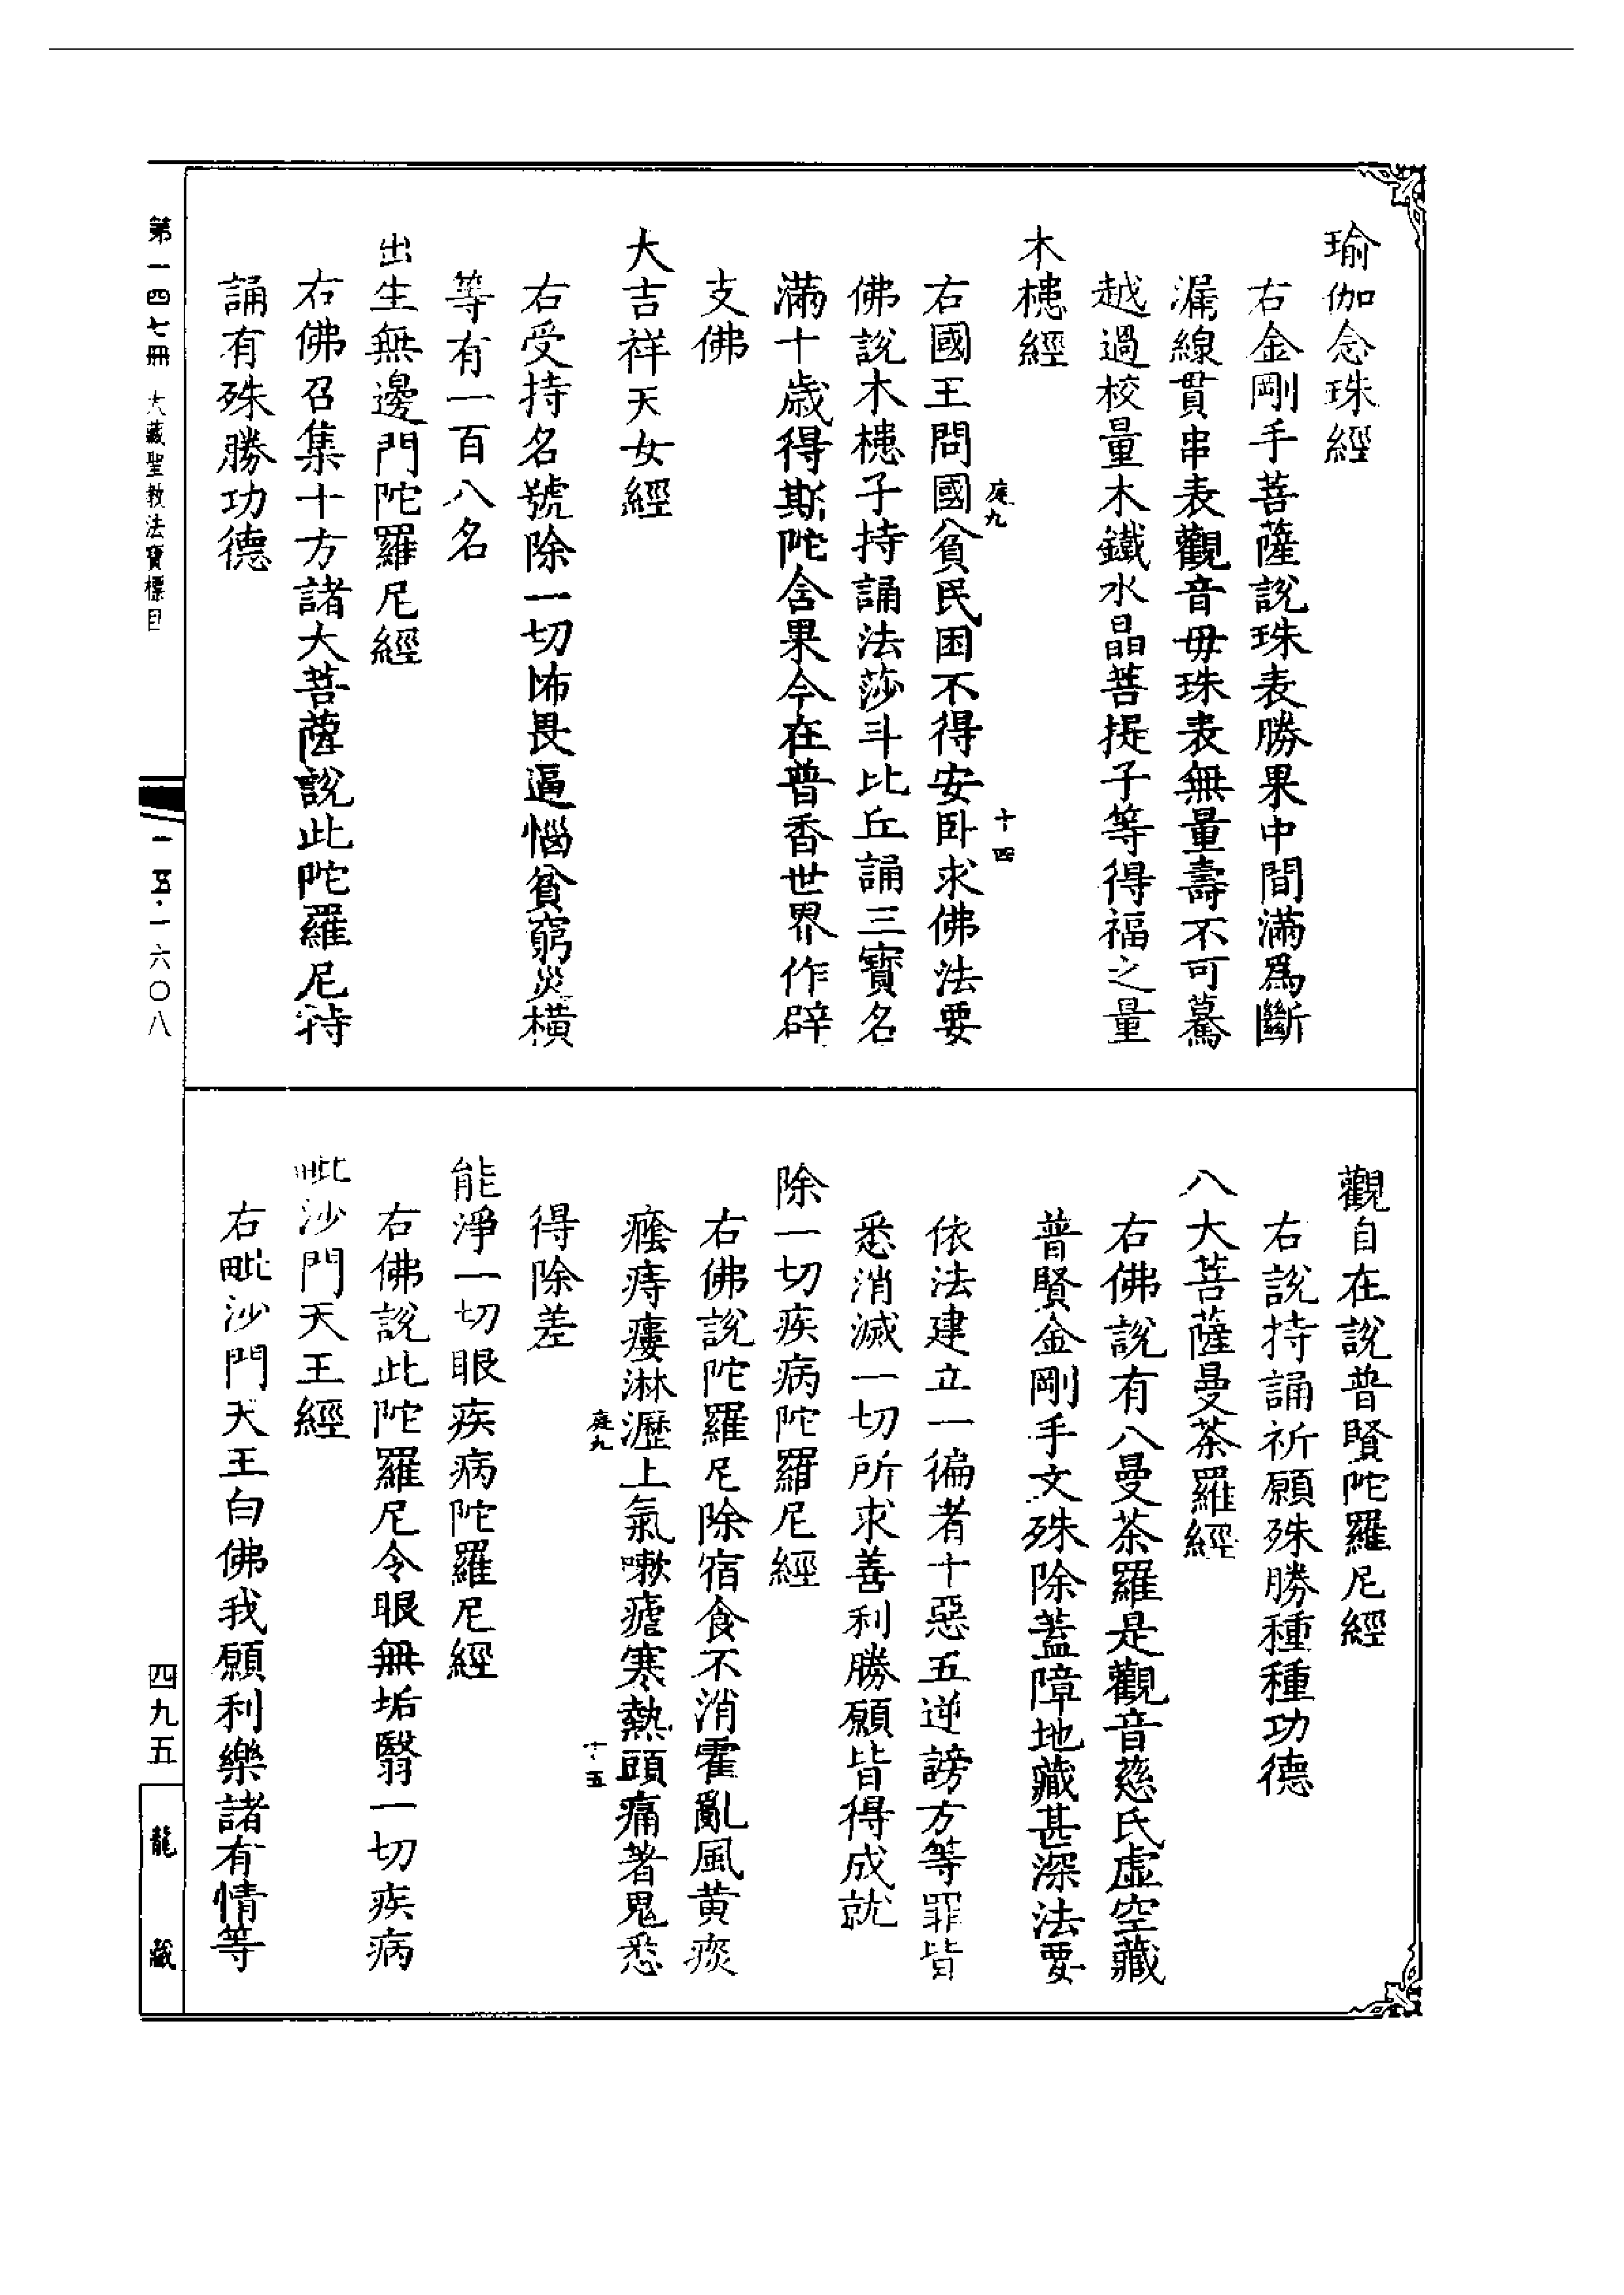 瑜伽念珠經
右金剛手菩薩說珠表勝果中間滿爲斷
漏線貫串表觀音毋珠表無量壽不可驀
越過校量木鐵水晶菩提子等得福之量
木槵經
庭九
十四
右國王問國貧民困不得安卧求佛法要
佛說木槵子持誦法莎斗比丘誦三寶名
滿十歲得斯陀含果今在普香世界作辟
支佛
大吉祥天女經
右受持名號除一切怖畏逼惱貧窮災橫
等有一百八名
出生無邊門陀羅尼經
右佛召集十方諸大菩薩說此陀羅尼持
誦有殊勝功德
觀自在說普賢陀羅尼經
右說持誦祈願殊勝種種功德
八大菩薩曼荼羅經
右佛說有八曼荼羅是觀音慈氏虛空藏
普賢金剛手文殊除蓋障地藏甚深法要
依法建立一徧者十惡五逆謗方等罪皆
悉消滅一切所求善利勝願皆得成就
除一切疾病陀羅尼經
右佛說陀羅尼除宿食不消霍亂風黄痰
癊痔瘻淋瀝上氣嗽瘧寒熱頭痛著鬼悉
庭九
十五
得除差
能淨一切眼疾病陀羅尼經
右佛說此陀羅尼令眼無垢翳一切疾病
毗沙門天王經
右毗沙門天王白佛我願利樂諸有情等
第一四七冊 大藏聖教法寶標目
一五·一六〇八
四九五
龍藏